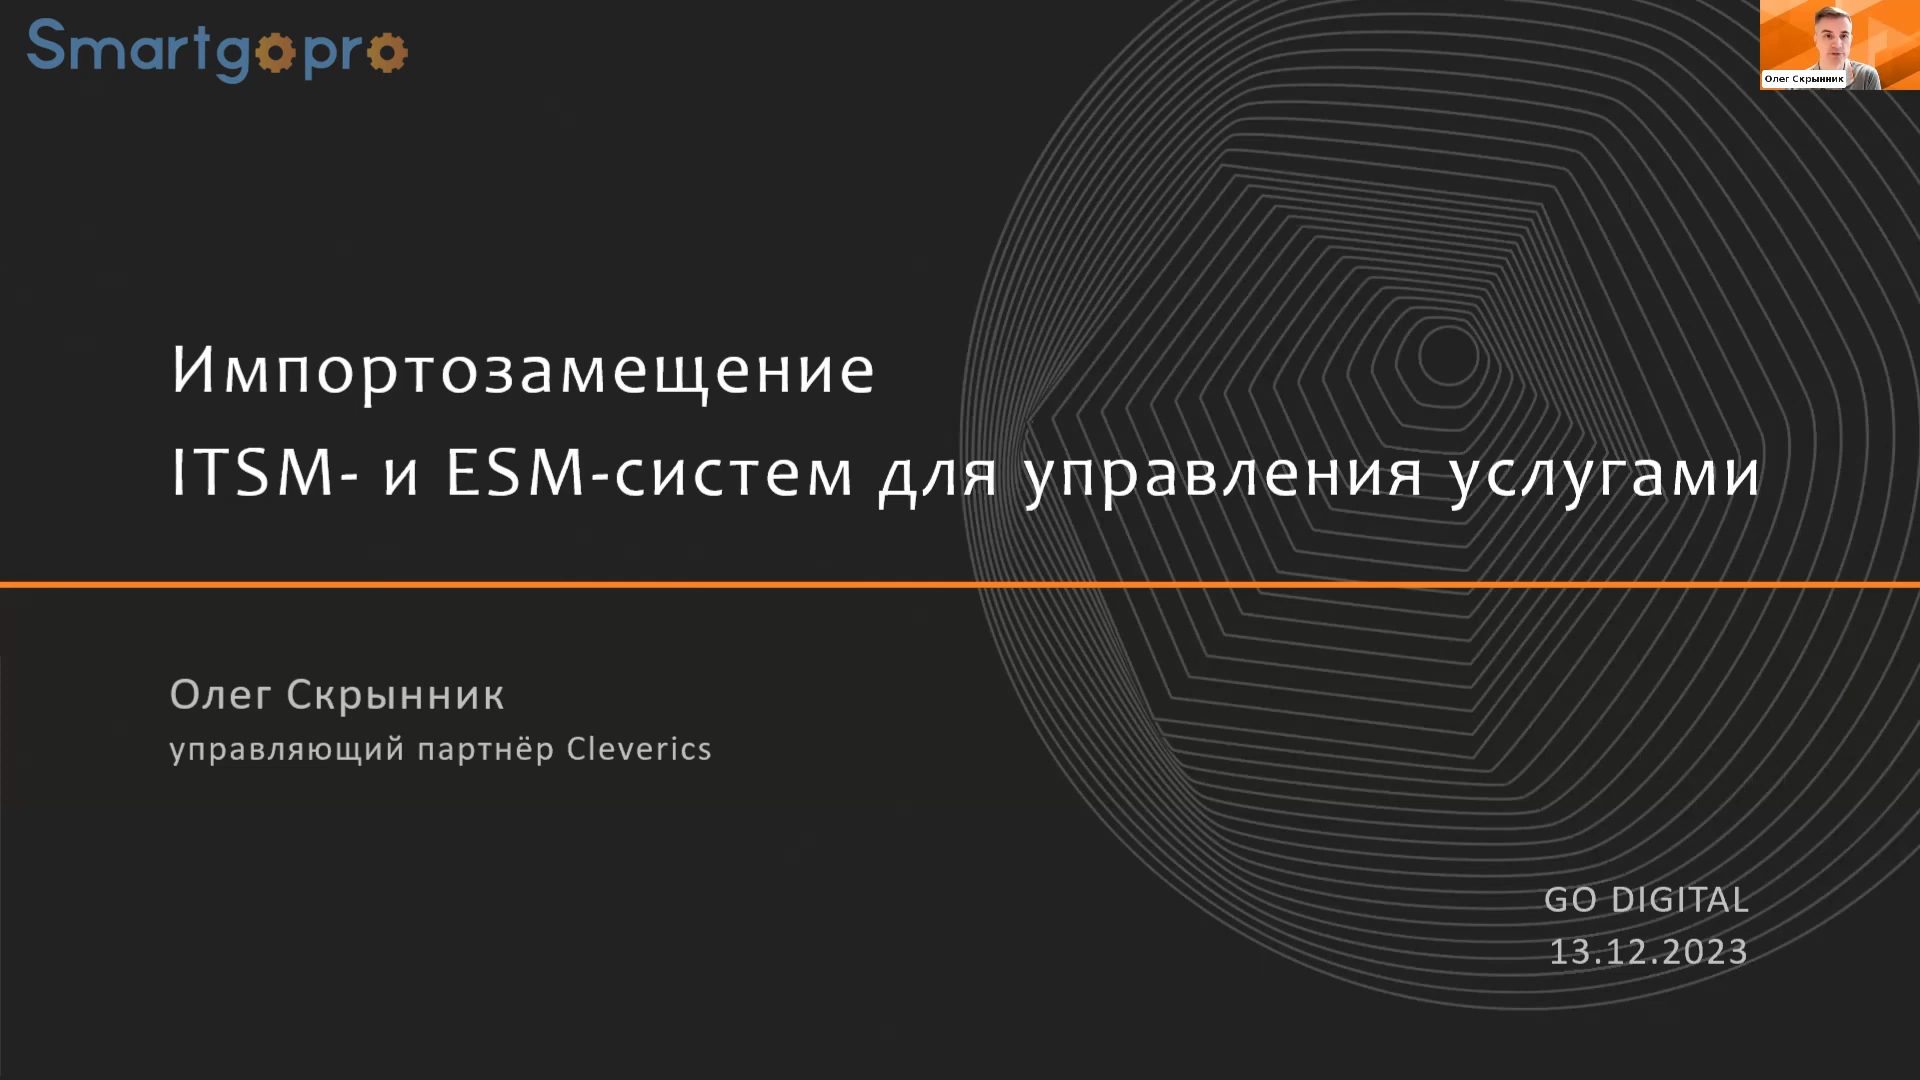 Smartgopro
Олег Скрынник
Импортозамещение
ITSM- и ESM-систем для управления услугами
Олег Скрынник
управляющий партнёр Cleverics
GO DIGITAL
13.12.2023